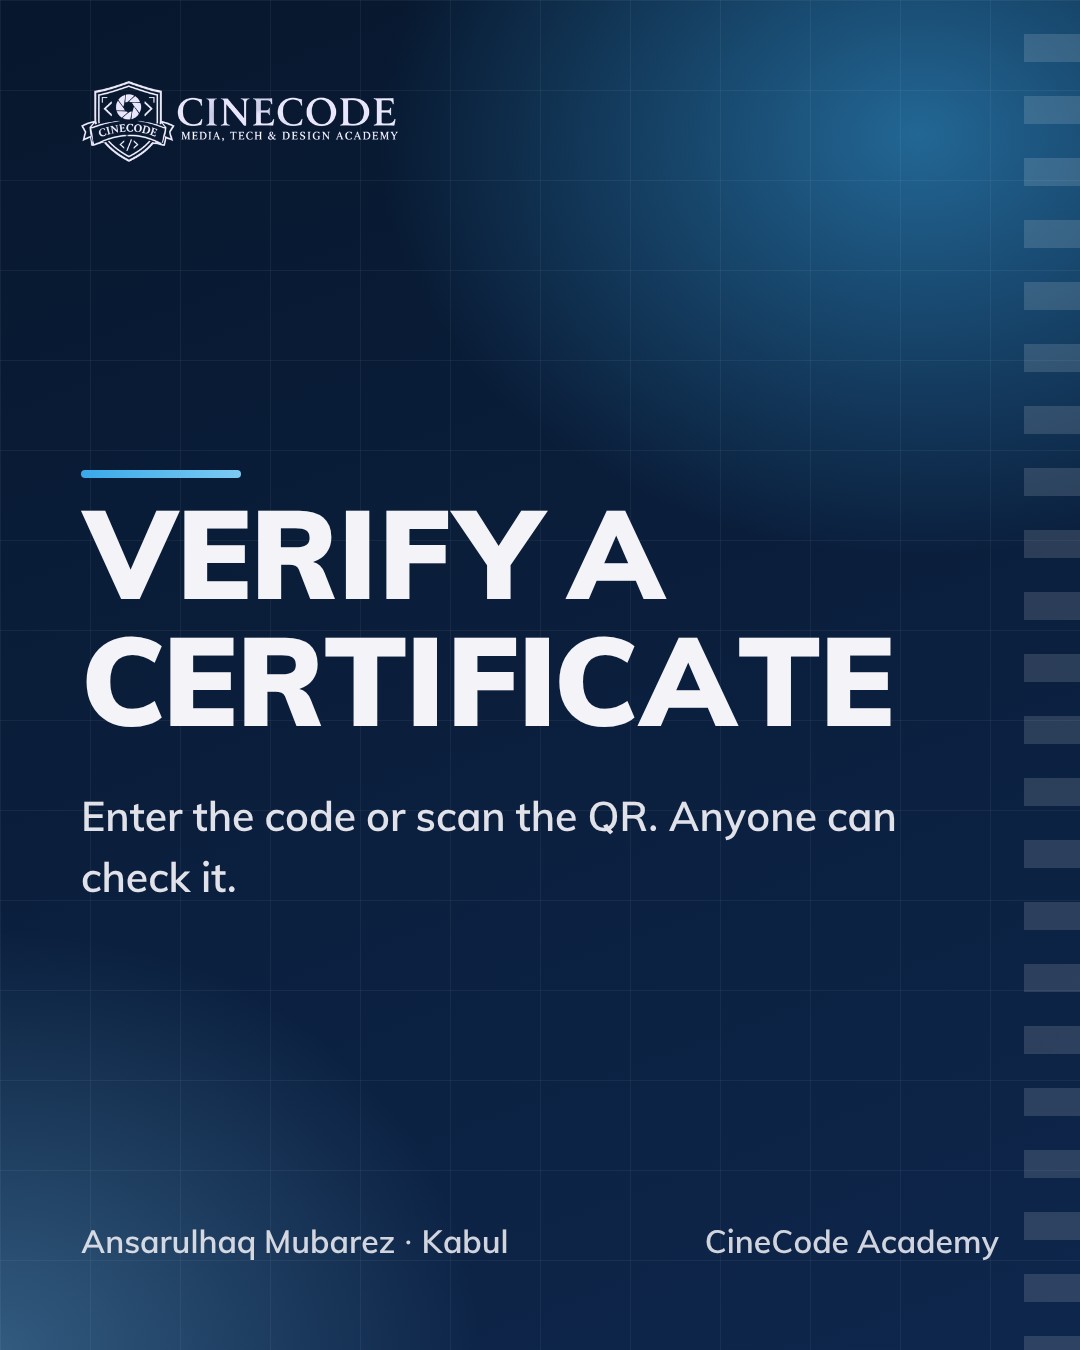 CINECODE
MEDIA, TECH & DESIGN ACADEMY
CINECODE
</>
VERIFY A
CERTIFICATE
Enter the code or scan the QR. Anyone can
check it.
Ansarulhaq Mubarez · Kabul
CineCode Academy